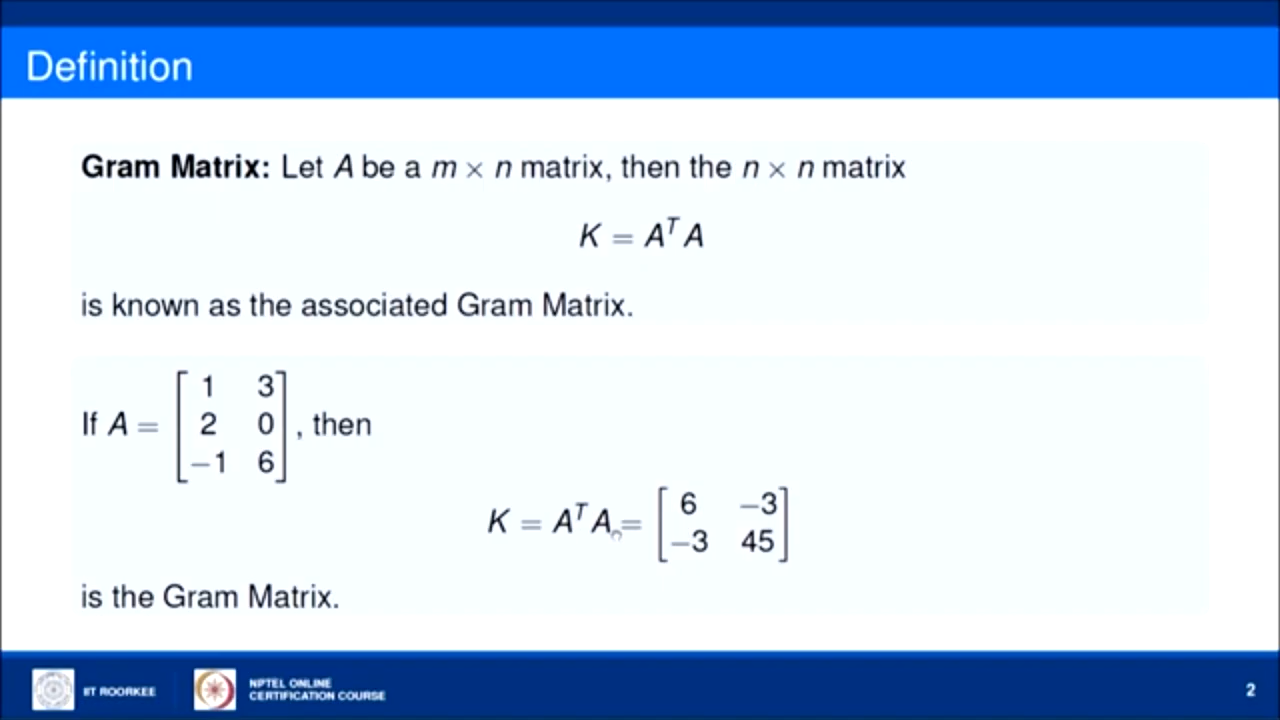 Definition
Gram Matrix: Let A be a m × n matrix, then the n × n matrix
K = AᵀA
is known as the associated Gram Matrix.
If A = [1 3; 2 0; −1 6], then
K = AᵀA = [6 −3; −3 45]
is the Gram Matrix.
IIT ROORKEE
NPTEL ONLINE
CERTIFICATION COURSE
2